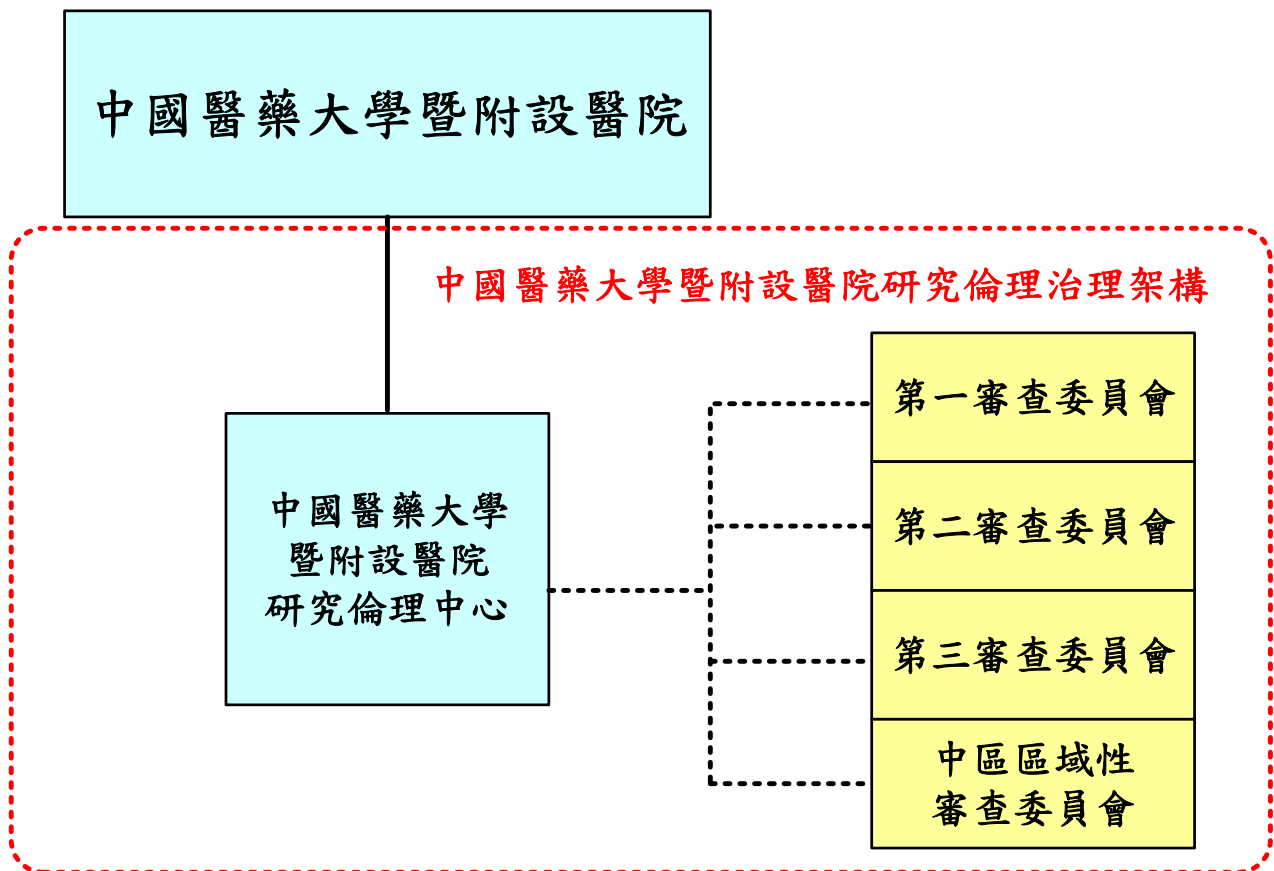 中國醫藥大學暨附設醫院
中國醫藥大學暨附設醫院研究倫理治理架構
中國醫藥大學
暨附設醫院
研究倫理中心
第一審查委員會
第二審查委員會
第三審查委員會
中區區域性
審查委員會